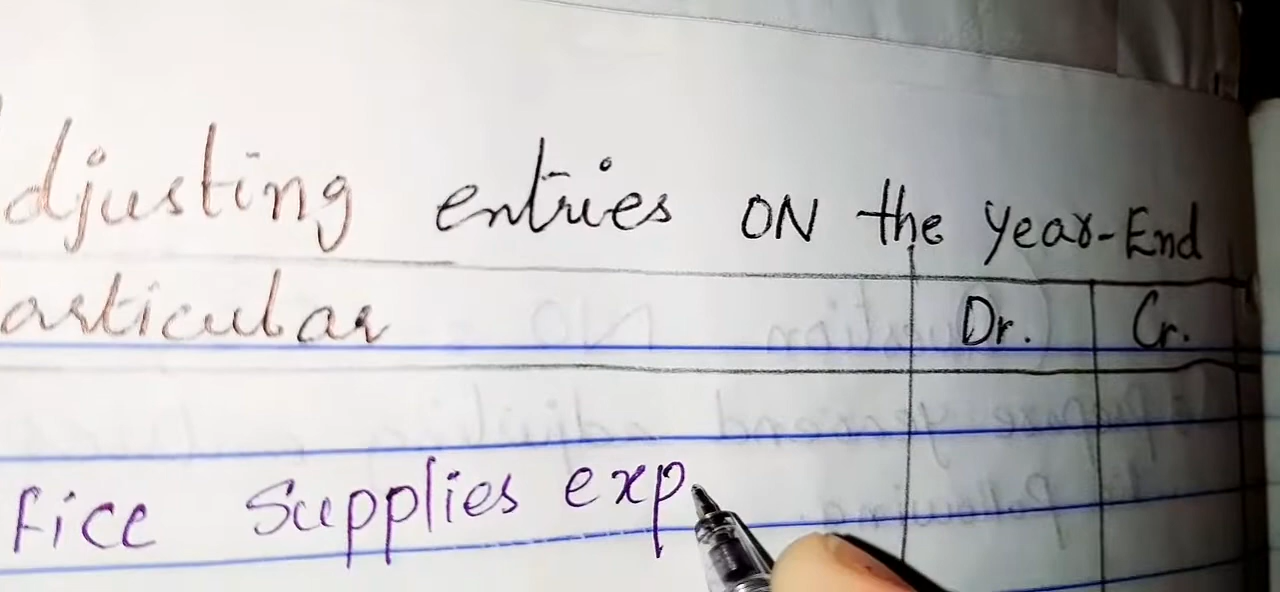 djusting entries ON the year-End
articular Dr. Cr.
fice Supplies exp